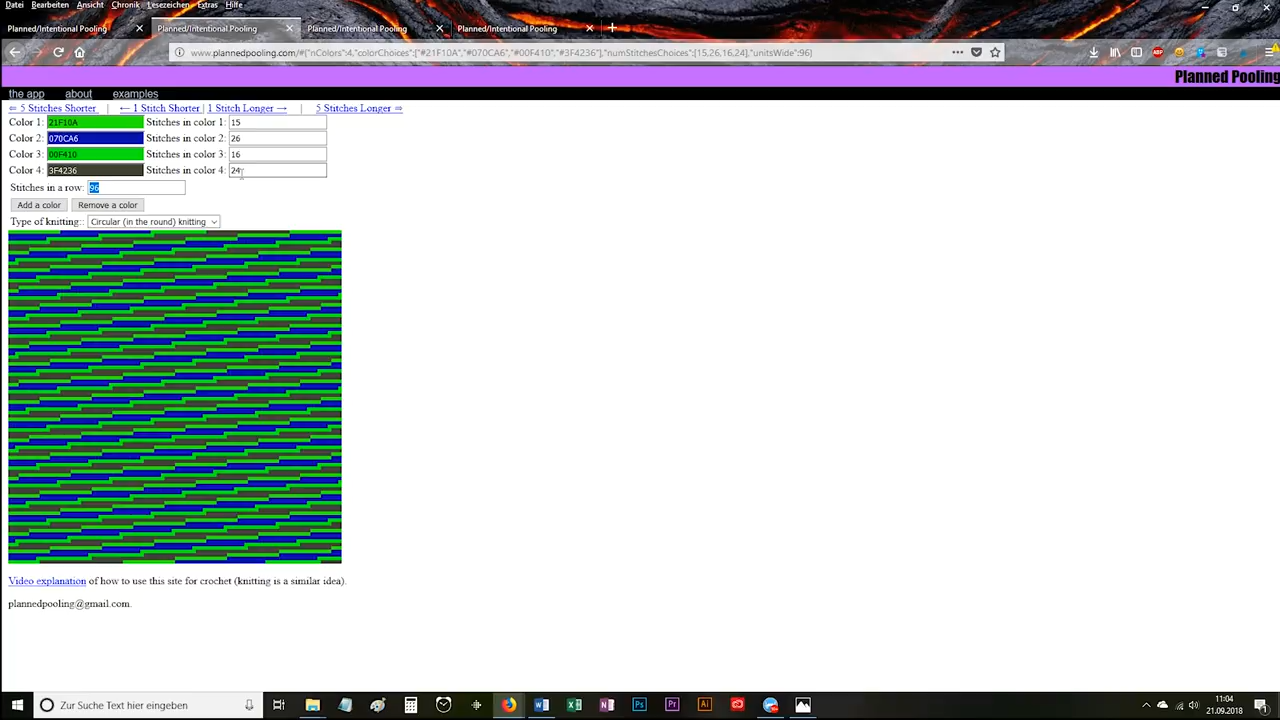 Datei Bearbeiten Ansicht Chronik Lesezeichen Extras Hilfe
Planned/Intentional Pooling Planned/Intentional Pooling Planned/Intentional Pooling Planned/Intentional Pooling
www.plannedpooling.com/#{"nColors":4,"colorChoices":["#21F10A","#070CA6","#00F410","#3F4236"],"numStitchesChoices":[15,26,16,24],"unitsWide":96}
Planned Pooling
the app about examples
⇐ 5 Stitches Shorter | ← 1 Stitch Shorter | 1 Stitch Longer → | 5 Stitches Longer ⇒
Color 1: 21F10A Stitches in color 1: 15
Color 2: 070CA6 Stitches in color 2: 26
Color 3: 00F410 Stitches in color 3: 16
Color 4: 3F4236 Stitches in color 4: 24
Stitches in a row: 96
Add a color Remove a color
Type of knitting:: Circular (in the round) knitting
Video explanation of how to use this site for crochet (knitting is a similar idea).
plannedpooling@gmail.com.
Zur Suche Text hier eingeben
11:04
21.09.2018